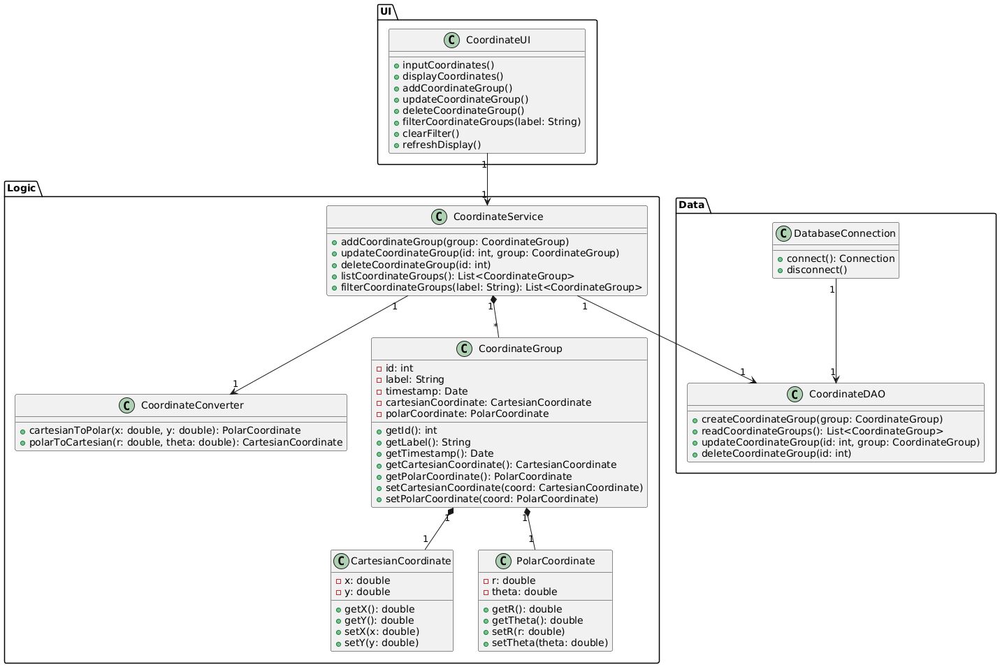 UI
C CoordinateUI
inputCoordinates()
displayCoordinates()
addCoordinateGroup()
updateCoordinateGroup()
deleteCoordinateGroup()
filterCoordinateGroups(label: String)
clearFilter()
refreshDisplay()
1
1
Logic
C CoordinateService
addCoordinateGroup(group: CoordinateGroup)
updateCoordinateGroup(id: int, group: CoordinateGroup)
deleteCoordinateGroup(id: int)
listCoordinateGroups(): List<CoordinateGroup>
filterCoordinateGroups(label: String): List<CoordinateGroup>
1
1
1
1
*
1
C CoordinateConverter
cartesianToPolar(x: double, y: double): PolarCoordinate
polarToCartesian(r: double, theta: double): CartesianCoordinate
C CoordinateGroup
id: int
label: String
timestamp: Date
cartesianCoordinate: CartesianCoordinate
polarCoordinate: PolarCoordinate
getId(): int
getLabel(): String
getTimestamp(): Date
getCartesianCoordinate(): CartesianCoordinate
getPolarCoordinate(): PolarCoordinate
setCartesianCoordinate(coord: CartesianCoordinate)
setPolarCoordinate(coord: PolarCoordinate)
1
1
1
1
C CartesianCoordinate
x: double
y: double
getX(): double
getY(): double
setX(x: double)
setY(y: double)
C PolarCoordinate
r: double
theta: double
getR(): double
getTheta(): double
setR(r: double)
setTheta(theta: double)
Data
C DatabaseConnection
connect(): Connection
disconnect()
1
1
C CoordinateDAO
createCoordinateGroup(group: CoordinateGroup)
readCoordinateGroups(): List<CoordinateGroup>
updateCoordinateGroup(id: int, group: CoordinateGroup)
deleteCoordinateGroup(id: int)